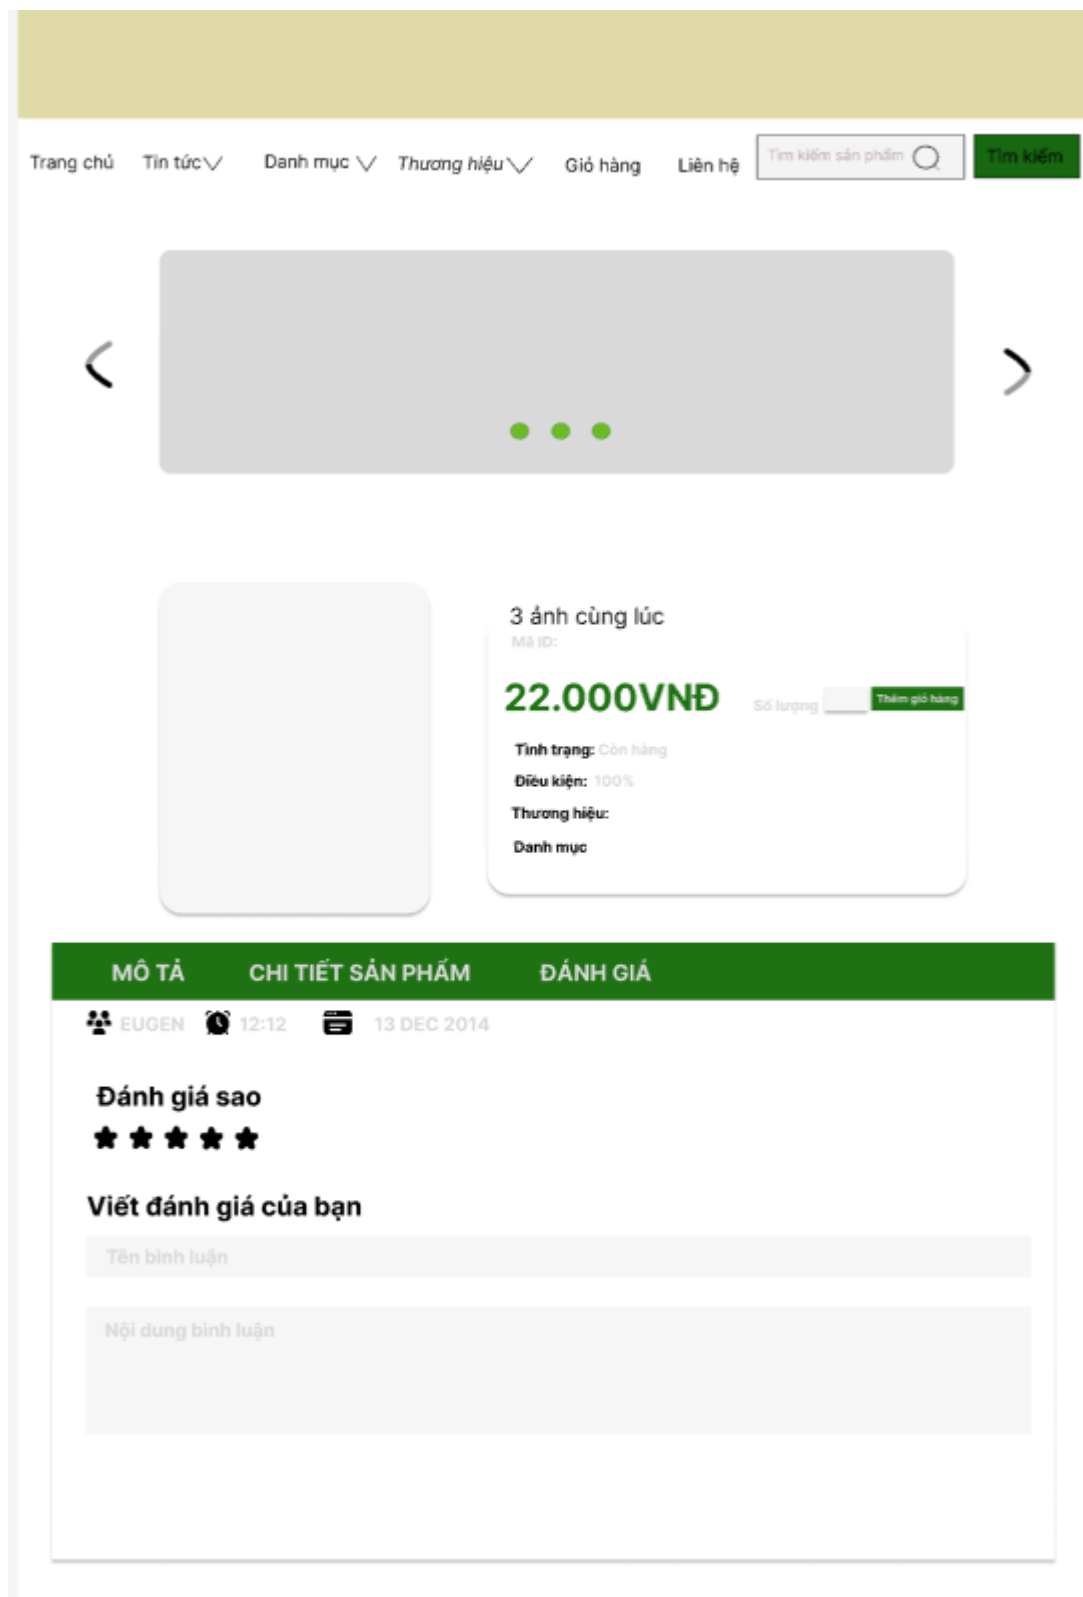 Trang chủ Tin tức Danh mục Thương hiệu Giỏ hàng Liên hệ Tìm kiếm sản phẩm Tìm kiếm
3 ảnh cùng lúc
Mã ID:
22.000VNĐ Số lượng Thêm giỏ hàng
Tình trạng: Còn hàng
Điều kiện: 100%
Thương hiệu:
Danh mục
MÔ TẢ CHI TIẾT SẢN PHẨM ĐÁNH GIÁ
EUGEN 12:12 13 DEC 2014
Đánh giá sao
Viết đánh giá của bạn
Tên bình luận
Nội dung bình luận